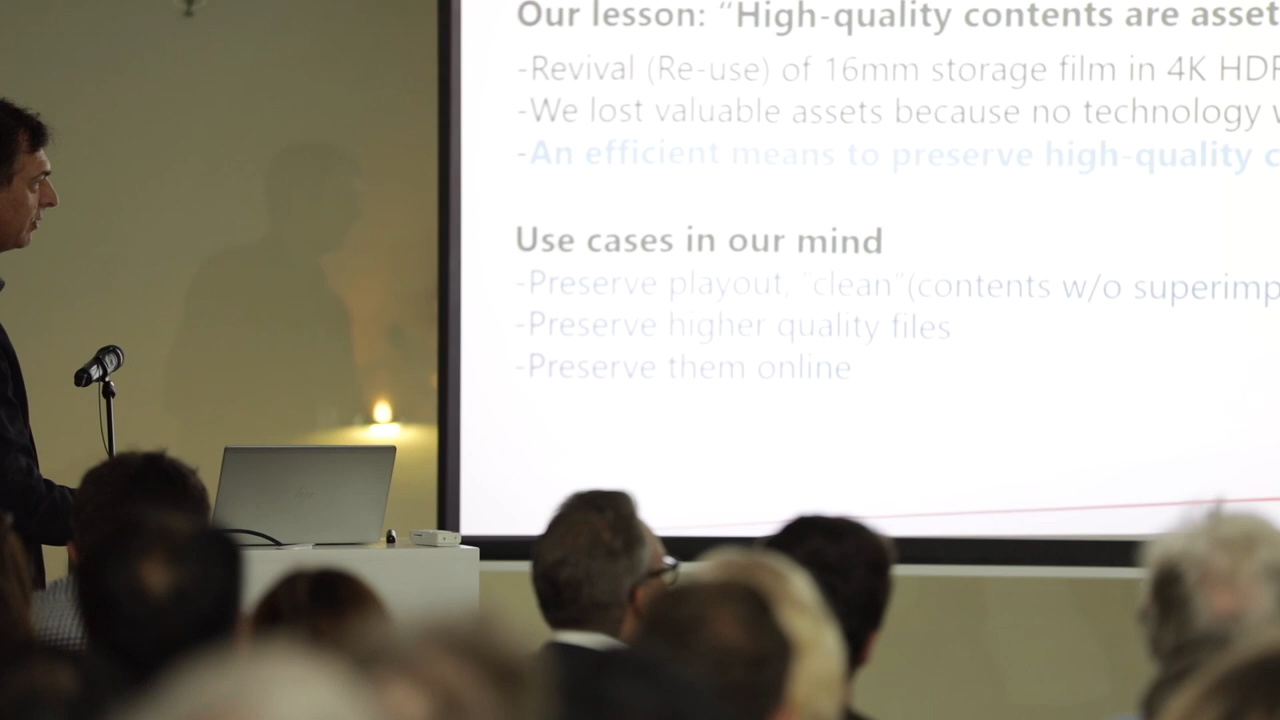 Our lesson: “High-quality contents are asset
-Revival (Re-use) of 16mm storage film in 4K HDR
-We lost valuable assets because no technology
-An efficient means to preserve high-quality
Use cases in our mind
-Preserve playout, "clean"(contents w/o superimp
-Preserve higher quality files
-Preserve them online
hp